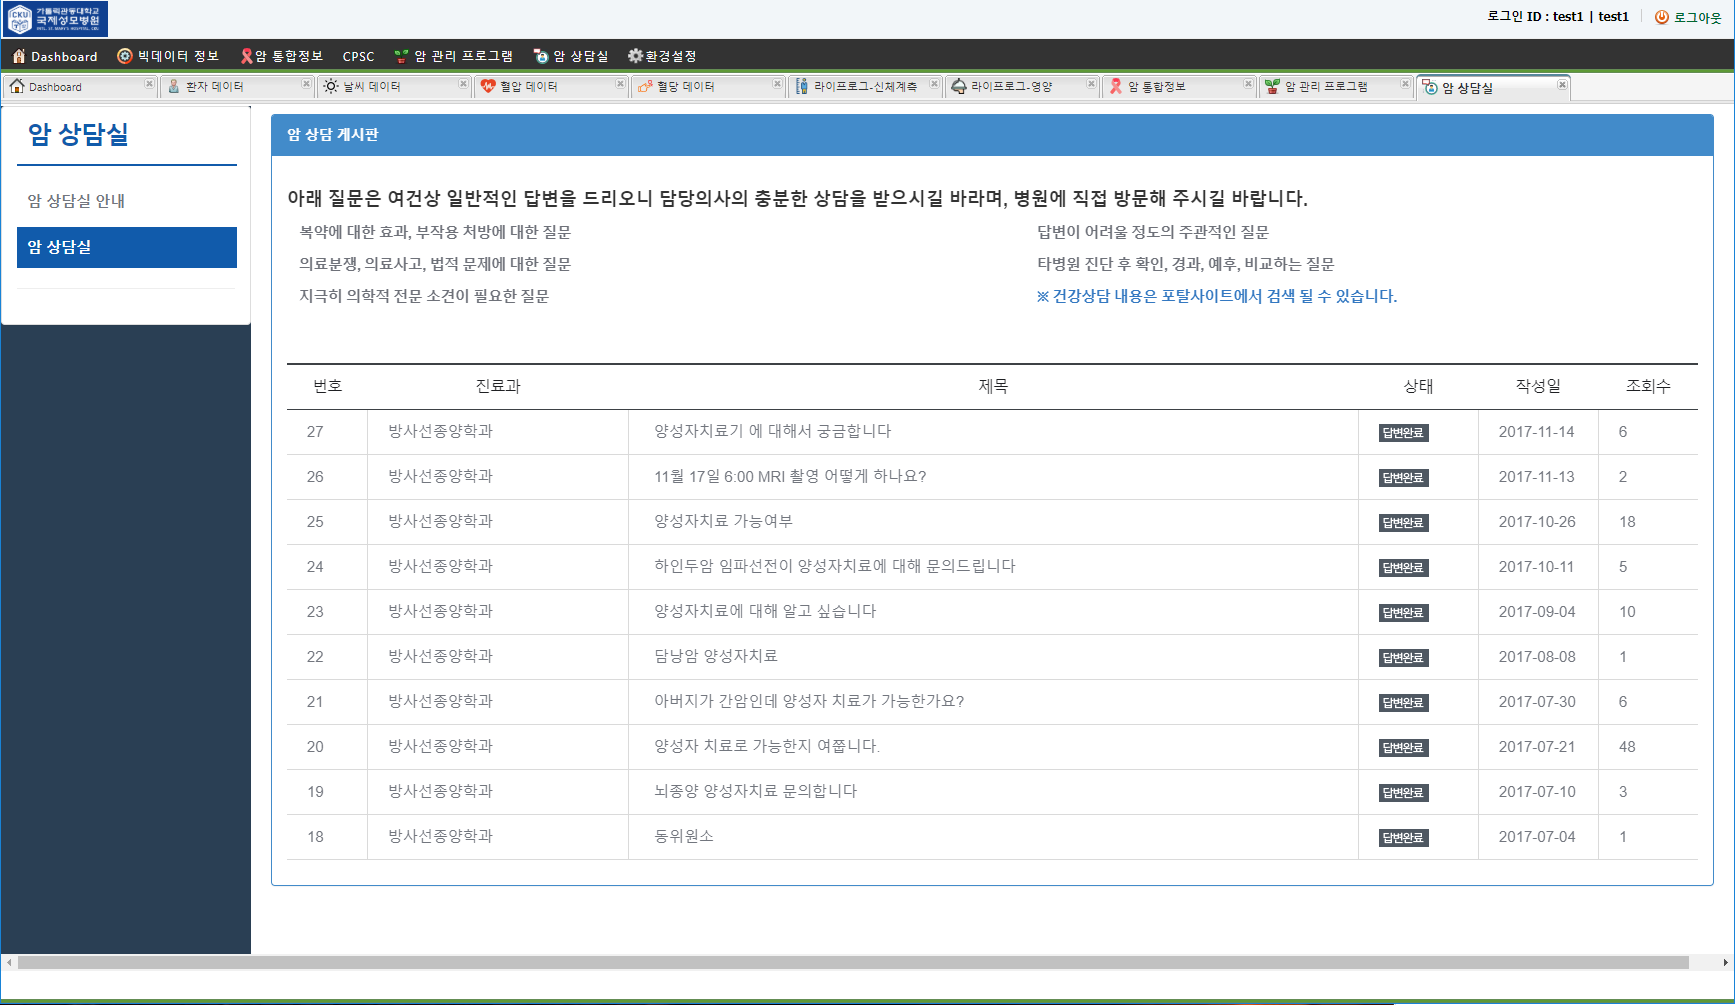 CKU 가톨릭관동대학교
국제성모병원
로그인 ID : test1 | test1 로그아웃
Dashboard 빅데이터 정보 암 통합정보 CPSC 암 관리 프로그램 암 상담실 환경설정
Dashboard 환자 데이터 날씨 데이터 혈압 데이터 혈당 데이터 라이프로그-신체계측 라이프로그-영양 암 통합정보 암 관리 프로그램 암 상담실
암 상담실
암 상담실 안내
암 상담실
암 상담 게시판
아래 질문은 여건상 일반적인 답변을 드리오니 담당의사의 충분한 상담을 받으시길 바라며, 병원에 직접 방문해 주시길 바랍니다.
복약에 대한 효과, 부작용 처방에 대한 질문 답변이 어려울 정도의 주관적인 질문
의료분쟁, 의료사고, 법적 문제에 대한 질문 타병원 진단 후 확인, 경과, 예후, 비교하는 질문
지극히 의학적 전문 소견이 필요한 질문 ※ 건강상담 내용은 포탈사이트에서 검색 될 수 있습니다.
번호 진료과 제목 상태 작성일 조회수
27 방사선종양학과 양성자치료기 에 대해서 궁금합니다 답변완료 2017-11-14 6
26 방사선종양학과 11월 17일 6:00 MRI 촬영 어떻게 하나요? 답변완료 2017-11-13 2
25 방사선종양학과 양성자치료 가능여부 답변완료 2017-10-26 18
24 방사선종양학과 하인두암 임파선전이 양성자치료에 대해 문의드립니다 답변완료 2017-10-11 5
23 방사선종양학과 양성자치료에 대해 알고 싶습니다 답변완료 2017-09-04 10
22 방사선종양학과 담낭암 양성자치료 답변완료 2017-08-08 1
21 방사선종양학과 아버지가 간암인데 양성자 치료가 가능한가요? 답변완료 2017-07-30 6
20 방사선종양학과 양성자 치료로 가능한지 여쭙니다. 답변완료 2017-07-21 48
19 방사선종양학과 뇌종양 양성자치료 문의합니다 답변완료 2017-07-10 3
18 방사선종양학과 동위원소 답변완료 2017-07-04 1